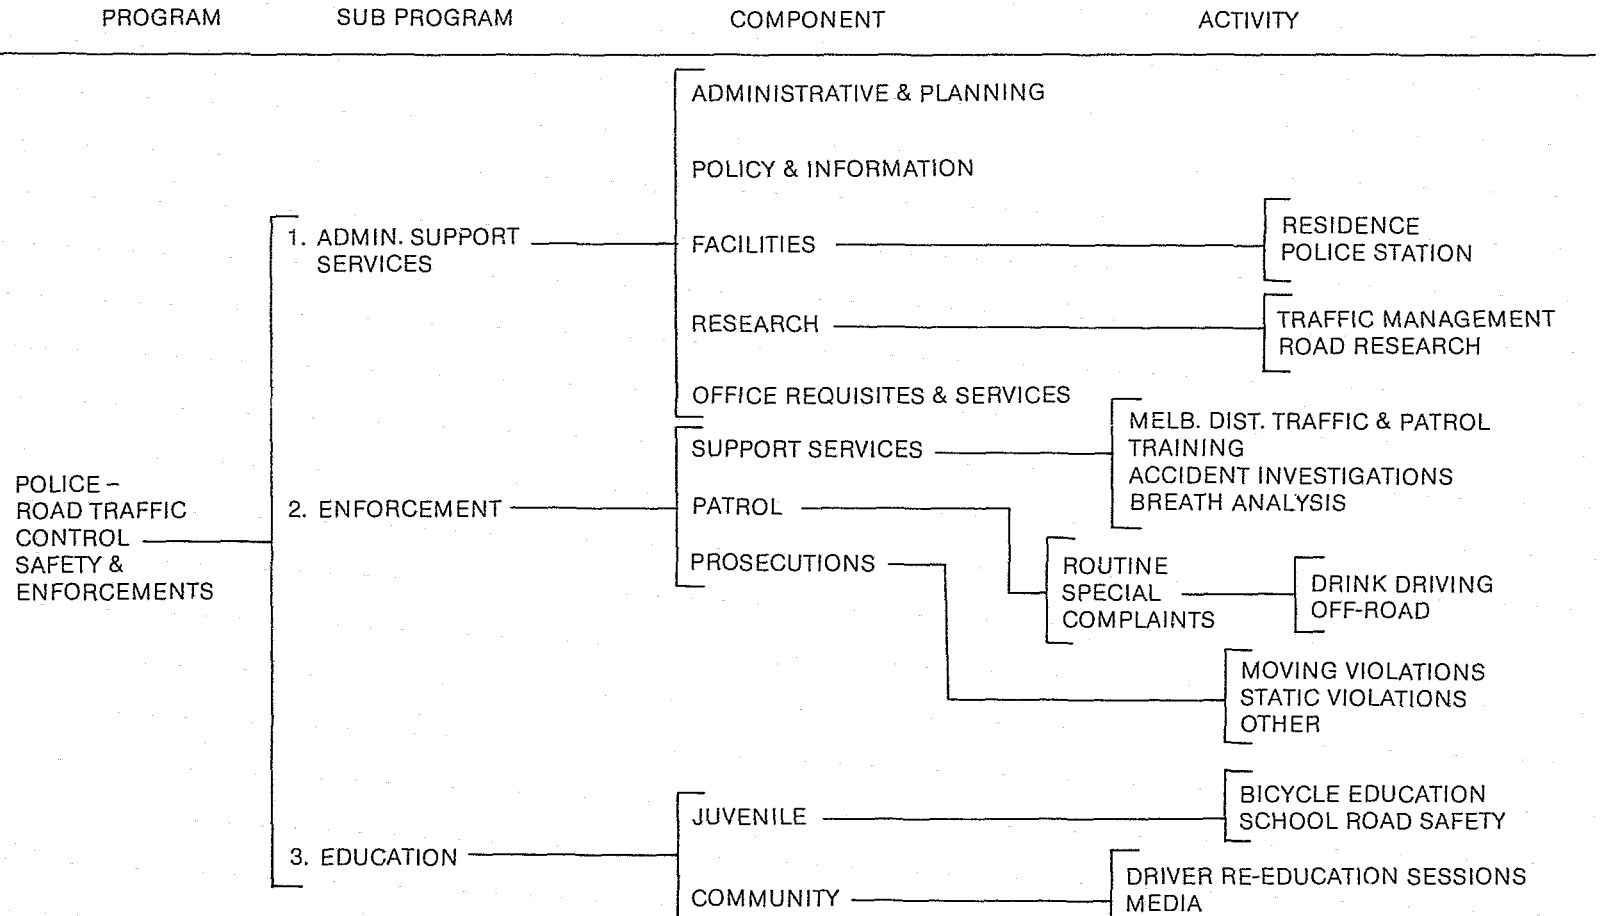 PROGRAM SUB PROGRAM COMPONENT ACTIVITY
ADMINISTRATIVE & PLANNING
POLICY & INFORMATION
1. ADMIN. SUPPORT
SERVICES
FACILITIES
RESIDENCE
POLICE STATION
RESEARCH
TRAFFIC MANAGEMENT
ROAD RESEARCH
OFFICE REQUISITES & SERVICES
POLICE –
ROAD TRAFFIC
CONTROL
SAFETY &
ENFORCEMENTS
2. ENFORCEMENT
SUPPORT SERVICES
MELB. DIST. TRAFFIC & PATROL
TRAINING
ACCIDENT INVESTIGATIONS
BREATH ANALYSIS
PATROL
ROUTINE
SPECIAL
COMPLAINTS
DRINK DRIVING
OFF-ROAD
PROSECUTIONS
MOVING VIOLATIONS
STATIC VIOLATIONS
OTHER
3. EDUCATION
JUVENILE
BICYCLE EDUCATION
SCHOOL ROAD SAFETY
COMMUNITY
DRIVER RE-EDUCATION SESSIONS
MEDIA